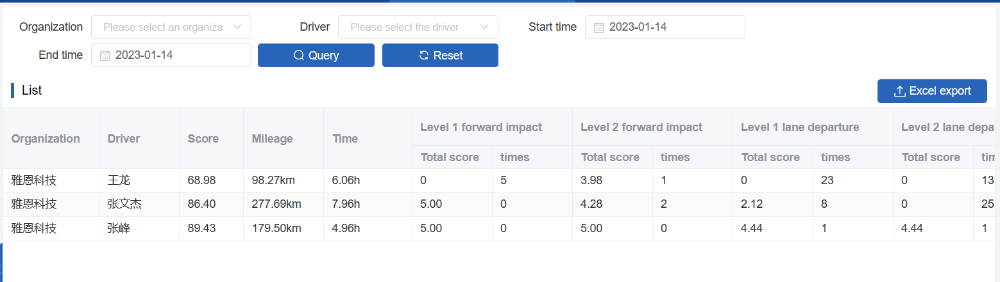 Organization Please select an organiza Driver Please select the driver Start time 2023-01-14
End time 2023-01-14 Query Reset
List Excel export
Organization Driver Score Mileage Time Level 1 forward impact Level 2 forward impact Level 1 lane departure Level 2 lane depa
Total score times Total score times Total score times Total score
雅恩科技 王龙 68.98 98.27km 6.06h 0 5 3.98 1 0 23 0 13
雅恩科技 张文杰 86.40 277.69km 7.96h 5.00 0 4.28 2 2.12 8 0 25
雅恩科技 张峰 89.43 179.50km 4.96h 5.00 0 5.00 0 4.44 1 4.44 1